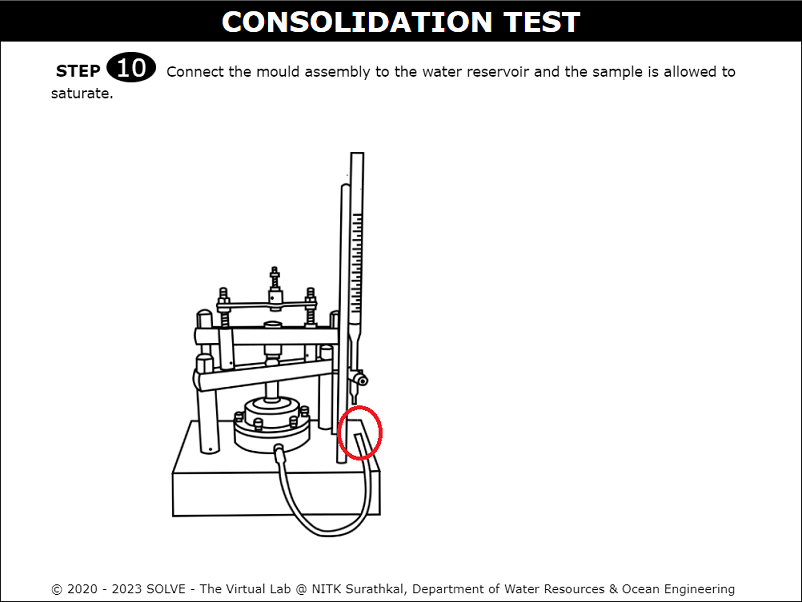 CONSOLIDATION TEST
STEP 10 Connect the mould assembly to the water reservoir and the sample is allowed to
saturate.
© 2020 - 2023 SOLVE - The Virtual Lab @ NITK Surathkal, Department of Water Resources & Ocean Engineering